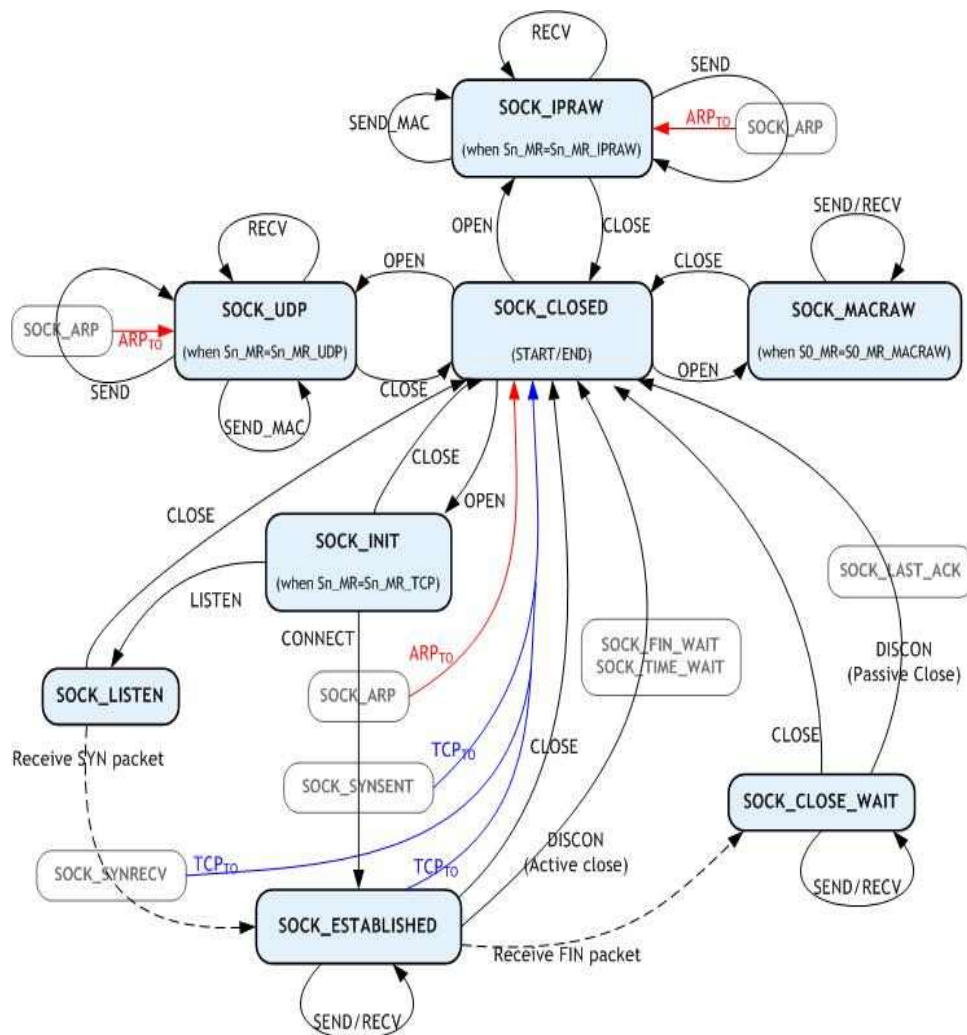 RECV
SEND
SOCK_IPRAW
SEND_MAC
ARPTO
SOCK_ARP
(when Sn_MR=Sn_MR_IPRAW)
SEND/RECV
RECV
OPEN
CLOSE
OPEN
CLOSE
SOCK_UDP
SOCK_CLOSED
SOCK_MACRAW
SOCK_ARP
ARPTO
(when Sn_MR=Sn_MR_UDP)
(START/END)
(when S0_MR=S0_MR_MACRAW)
OPEN
SEND
CLOSE
SEND_MAC
CLOSE
OPEN
CLOSE
SOCK_INIT
SOCK_LAST_ACK
(when Sn_MR=Sn_MR_TCP)
LISTEN
CONNECT
SOCK_FIN_WAIT
SOCK_TIME_WAIT
ARPTO
DISCON
(Passive Close)
SOCK_LISTEN
SOCK_ARP
CLOSE
Receive SYN packet
TCPTO
CLOSE
SOCK_SYNSENT
SOCK_CLOSE_WAIT
DISCON
(Active close)
SOCK_SYNRECV
TCPTO
TCPTO
SEND/RECV
SOCK_ESTABLISHED
Receive FIN packet
SEND/RECV